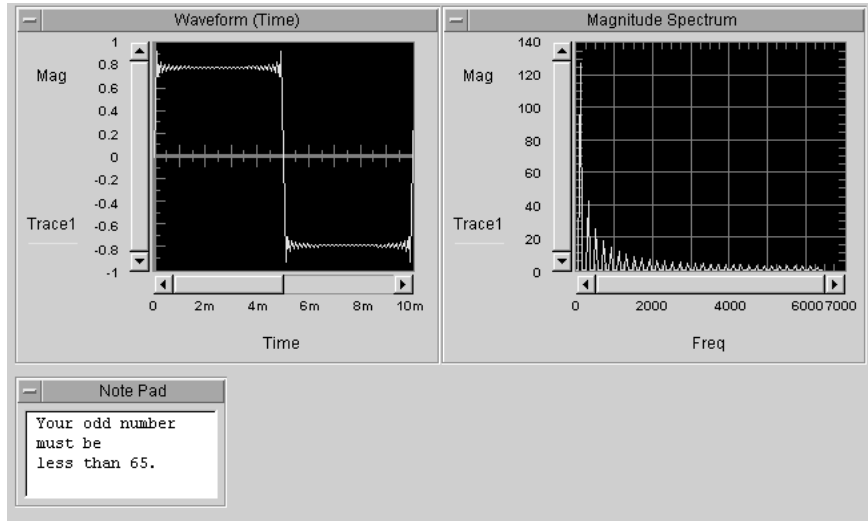 Waveform (Time)
Mag
Trace1
1
0.8
0.6
0.4
0.2
0
-0.2
-0.4
-0.6
-0.8
-1
0 2m 4m 6m 8m 10m
Time
Magnitude Spectrum
Mag
Trace1
140
120
100
80
60
40
20
0
0 2000 4000 6000 7000
Freq
Note Pad
Your odd number
must be
less than 65.